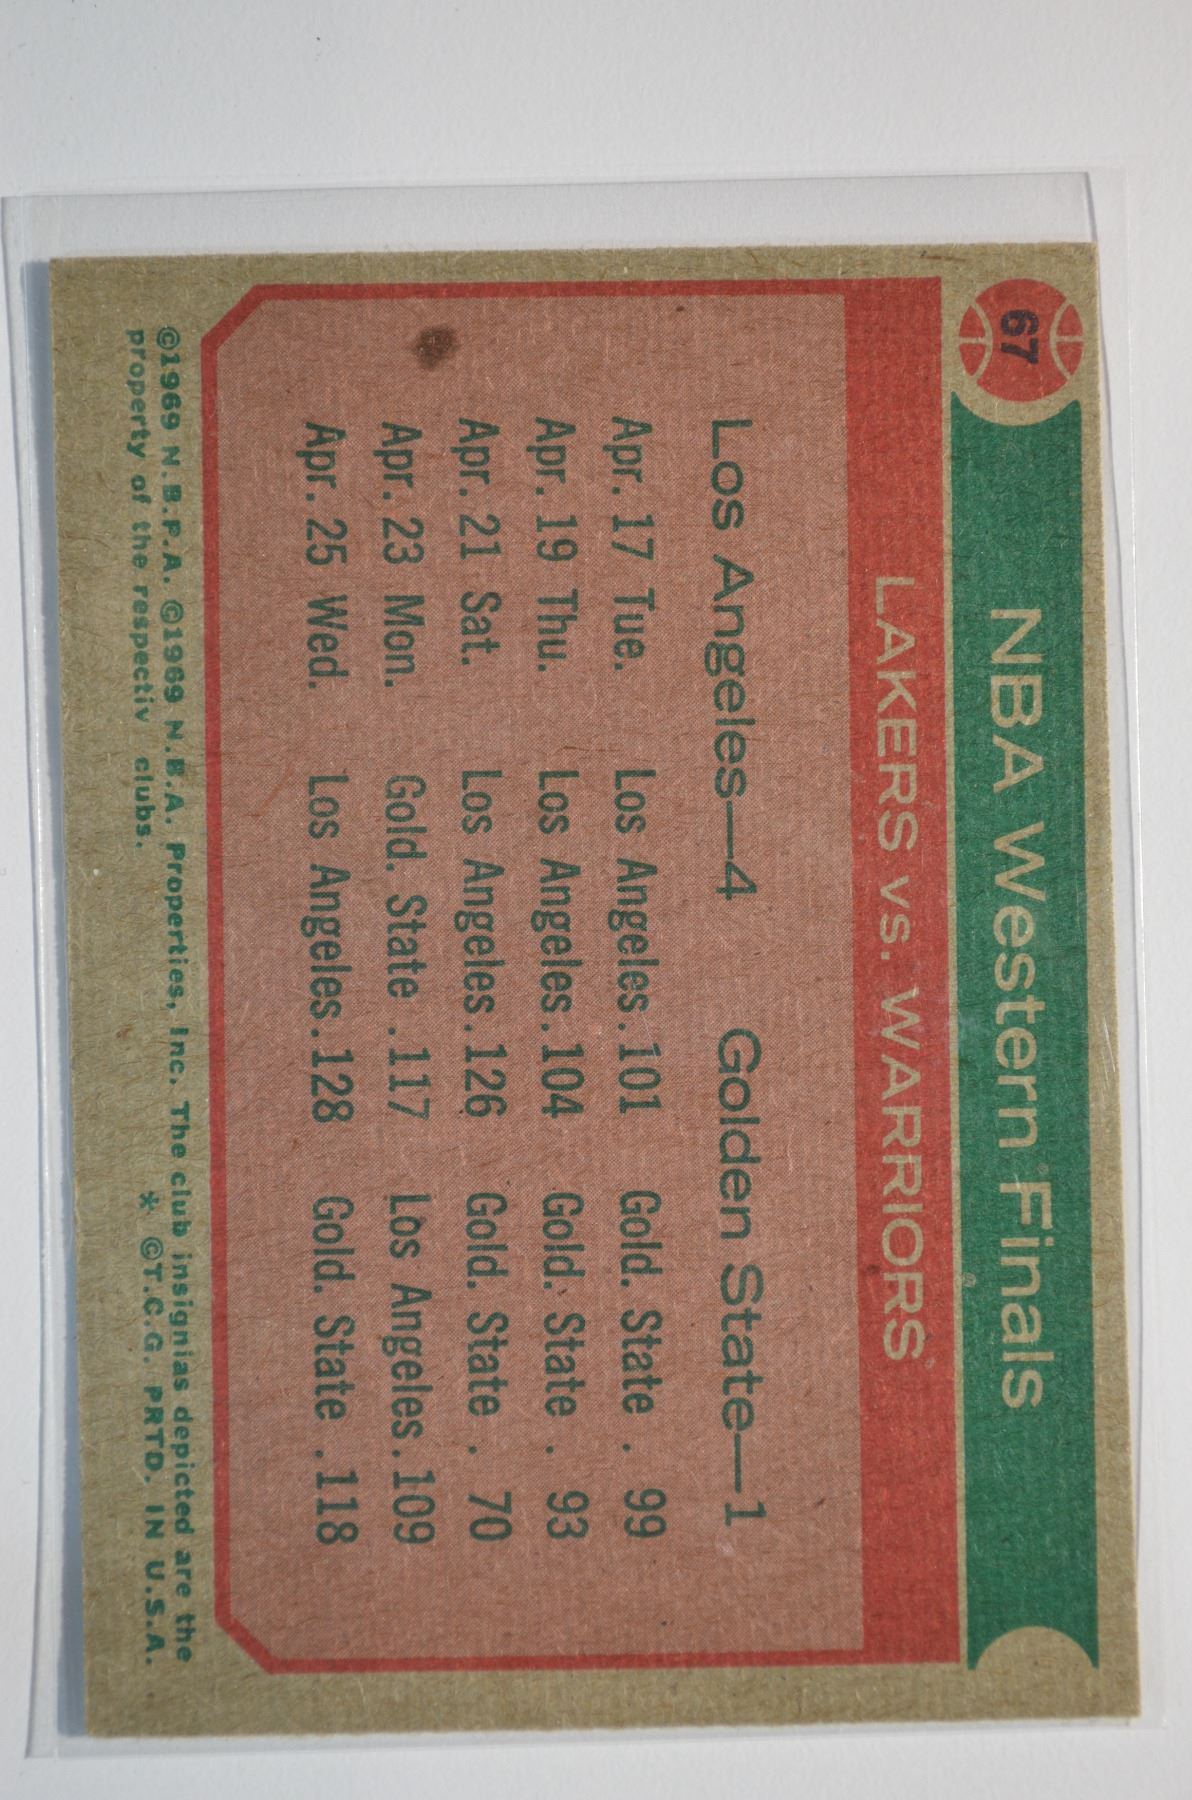 67
NBA Western Finals
LAKERS vs. WARRIORS
Los Angeles—4 Golden State—1
Apr. 17 Tue. Los Angeles.101 Gold. State . 99
Apr. 19 Thu. Los Angeles.104 Gold. State . 93
Apr. 21 Sat. Los Angeles.126 Gold. State . 70
Apr. 23 Mon. Gold. State .117 Los Angeles.109
Apr. 25 Wed. Los Angeles.128 Gold. State .118
©1969 N.B.P.A. ©1969 N.B.A. Properties, Inc. The club insignias depicted are the
property of the respectiv clubs. * ©T.C.G. PRTD. IN U.S.A.